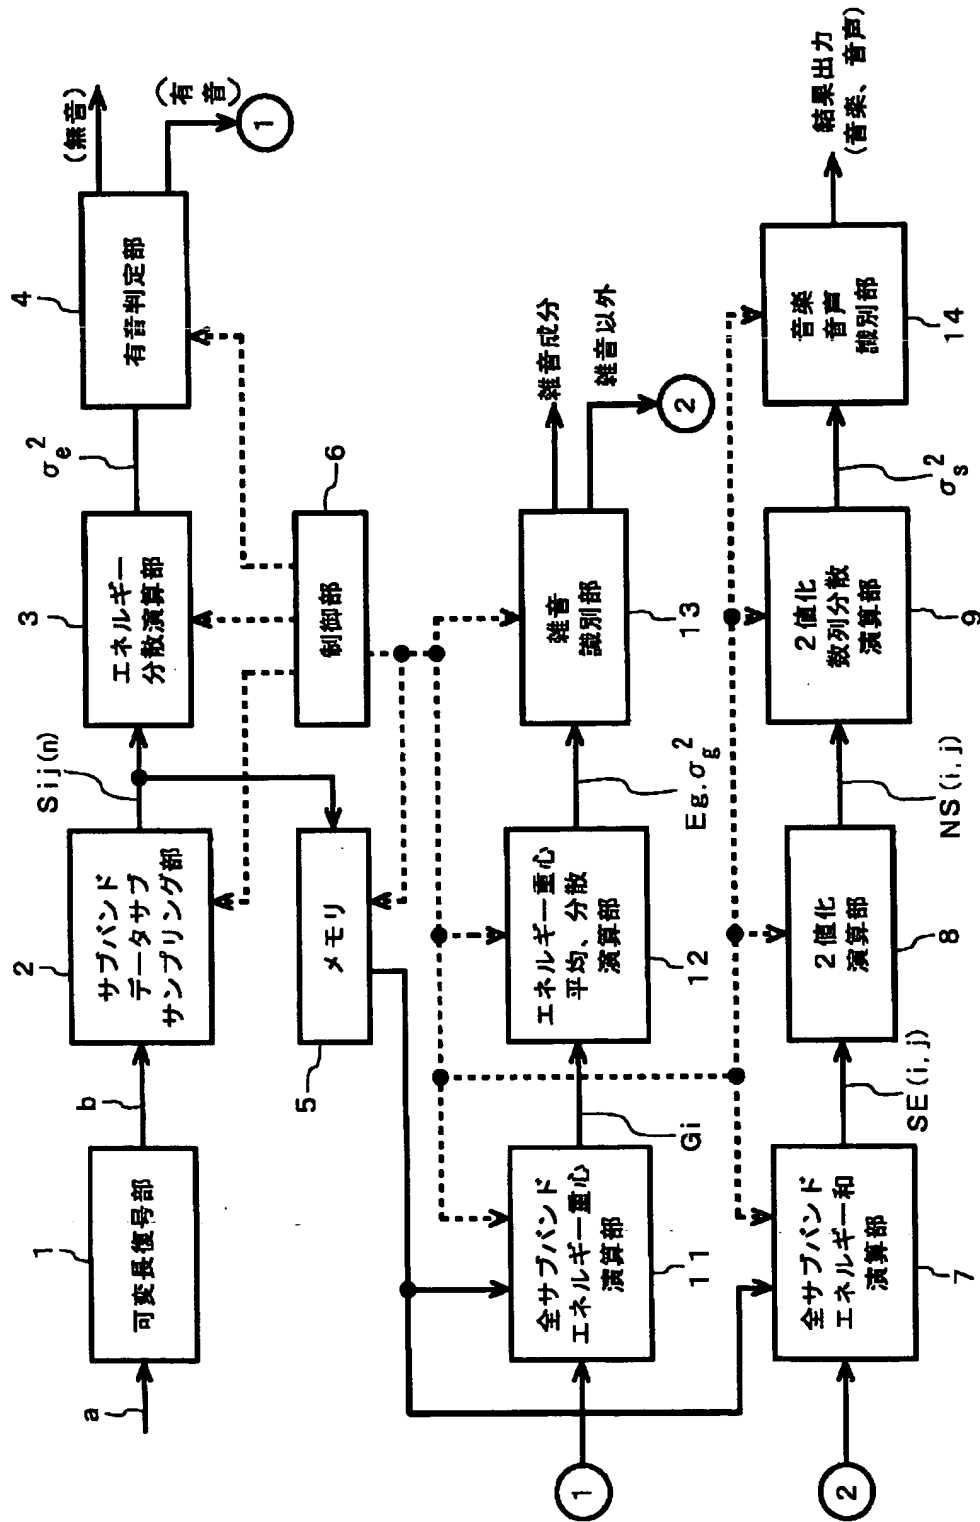 a
1
可変長復号部
b
2
サブバンド
データサブ
サンプリング部
Sij(n)
3
エネルギー
分散演算部
σe²
4
有音判定部
(無音)
(有音)
1
5
メモリ
6
制御部
1
全サブバンド
エネルギー重心
演算部
11
Gi
エネルギー重心
平均、分散
演算部
12
Eg.σg²
雑音
識別部
13
雑音成分
雑音以外
2
2
全サブバンド
エネルギー和
演算部
7
SE(i,j)
2値化
演算部
8
NS(i,j)
2値化
数列分散
演算部
9
σs²
音楽
音声
識別部
14
結果出力
(音楽、音声)